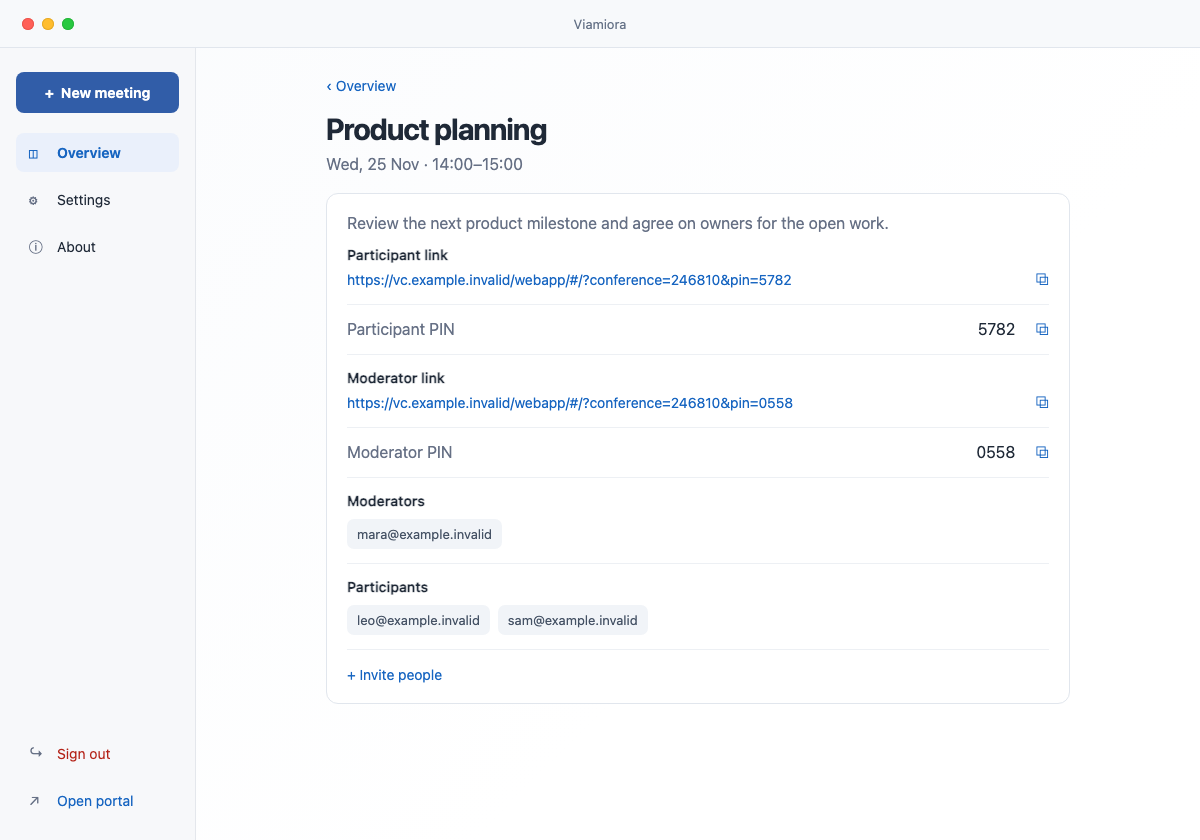 Viamiora
+ New meeting
Overview
Settings
About
Sign out
Open portal
‹ Overview
Product planning
Wed, 25 Nov · 14:00–15:00
Review the next product milestone and agree on owners for the open work.
Participant link
https://vc.example.invalid/webapp/#/?conference=246810&pin=5782
Participant PIN 5782
Moderator link
https://vc.example.invalid/webapp/#/?conference=246810&pin=0558
Moderator PIN 0558
Moderators
mara@example.invalid
Participants
leo@example.invalid sam@example.invalid
+ Invite people